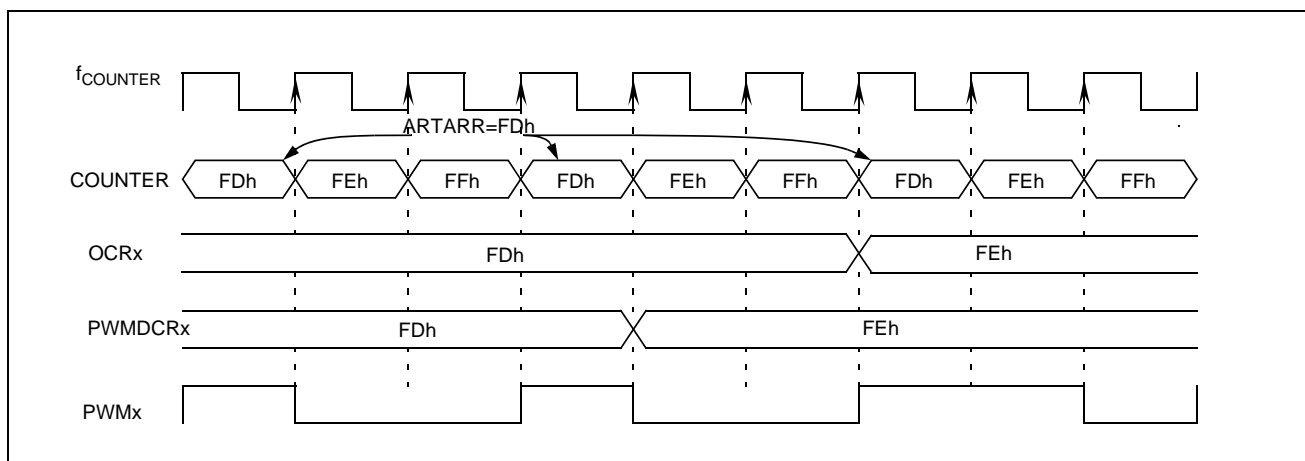 fCOUNTER
ARTARR=FDh
COUNTER FDh FEh FFh FDh FEh FFh FDh FEh FFh
OCRx FDh FEh
PWMDCRx FDh FEh
PWMx